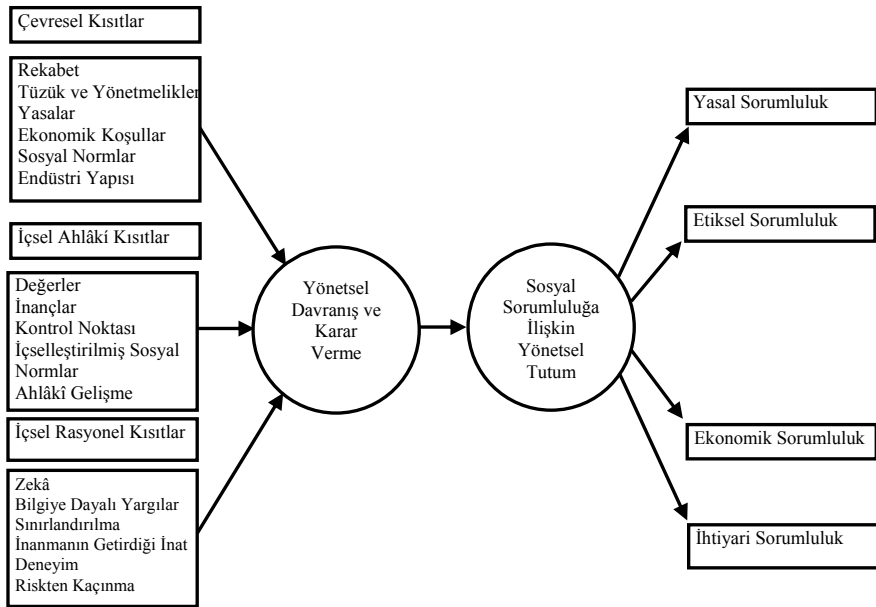 Çevresel Kısıtlar
Rekabet
Tüzük ve Yönetmelikler
Yasalar
Ekonomik Koşullar
Sosyal Normlar
Endüstri Yapısı
İçsel Ahlâkî Kısıtlar
Değerler
İnançlar
Kontrol Noktası
İçselleştirilmiş Sosyal
Normlar
Ahlâkî Gelişme
İçsel Rasyonel Kısıtlar
Zekâ
Bilgiye Dayalı Yargılar
Sınırlandırılma
İnanmanın Getirdiği İnat
Deneyim
Riskten Kaçınma
Yönetsel
Davranış ve
Karar
Verme
Sosyal
Sorumluluğa
İlişkin
Yönetsel
Tutum
Yasal Sorumluluk
Etiksel Sorumluluk
Ekonomik Sorumluluk
İhtiyari Sorumluluk